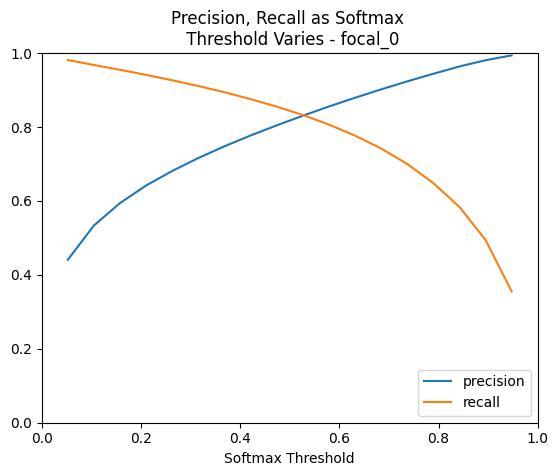 Precision, Recall as Softmax
Threshold Varies - focal_0
1.0
0.8
0.6
0.4
0.2
0.0
0.0 0.2 0.4 0.6 0.8 1.0
Softmax Threshold
precision
recall